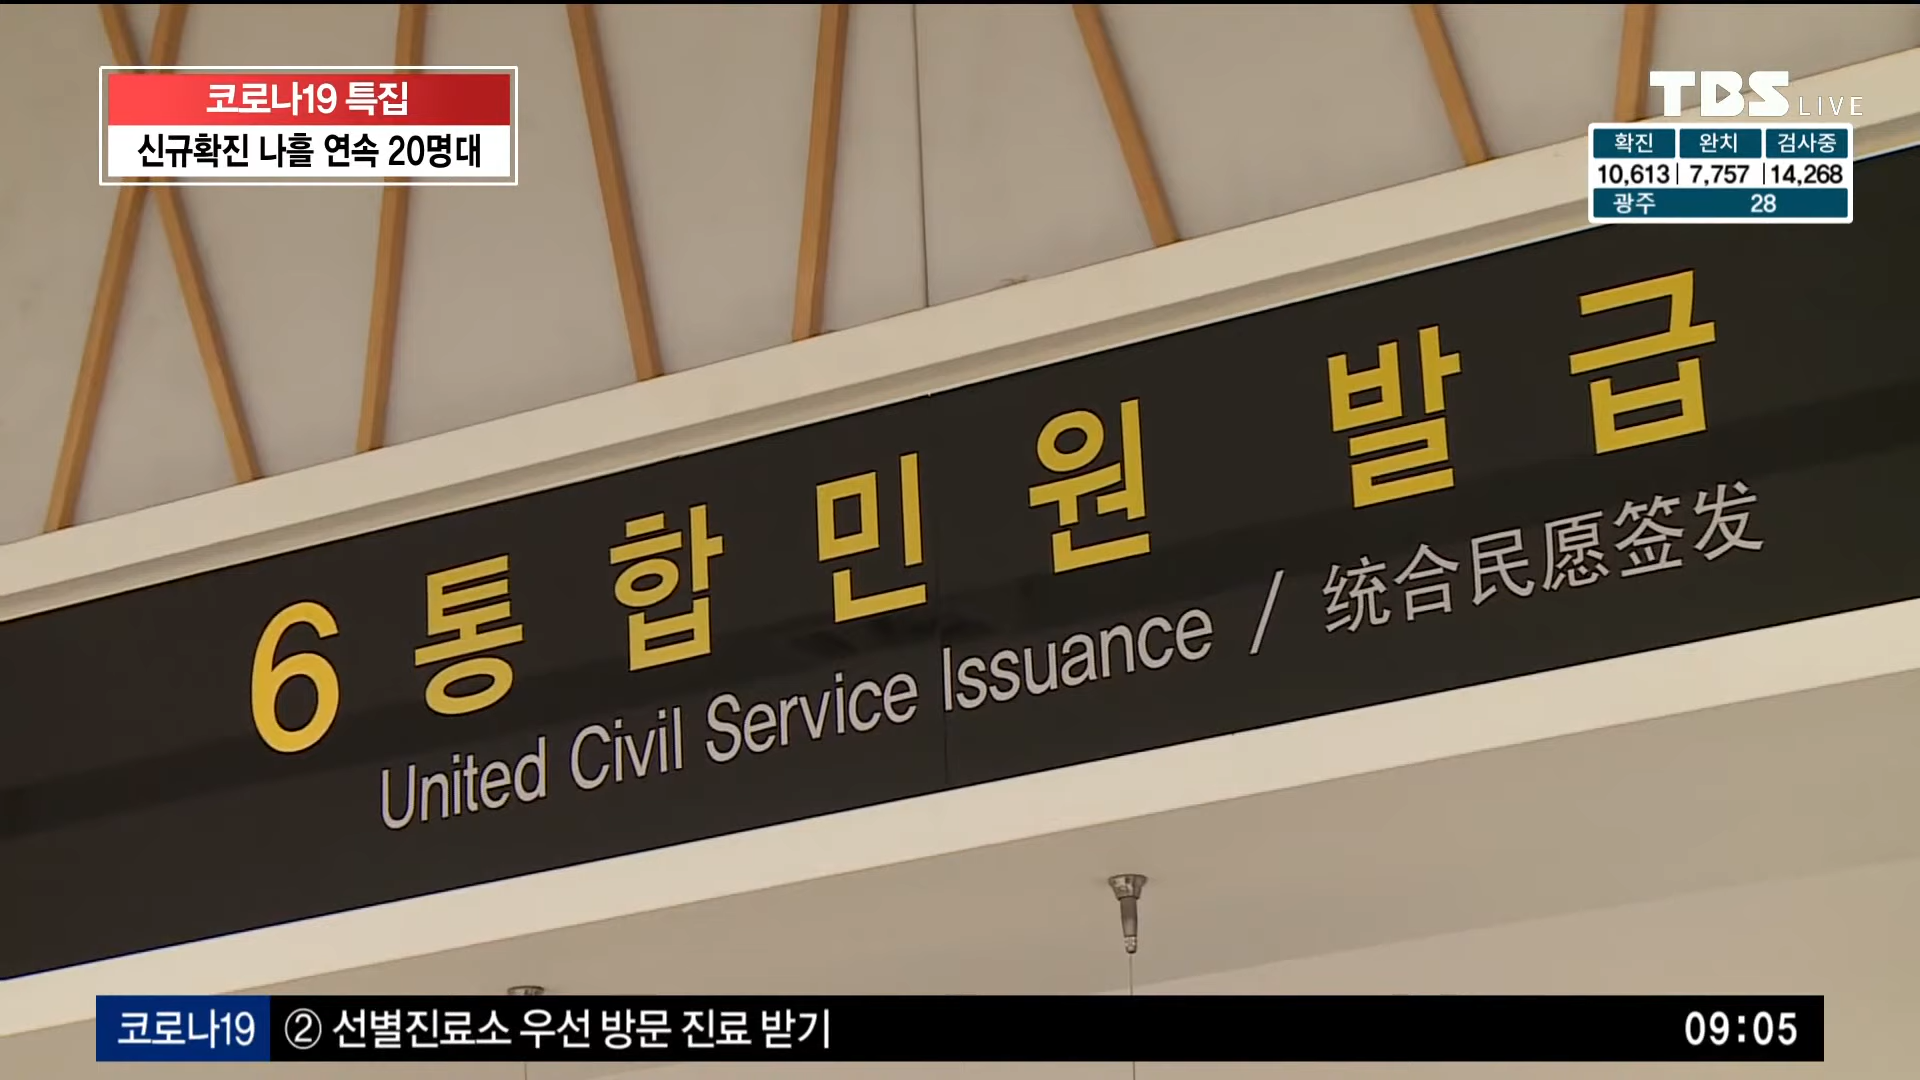 코로나19 특집
신규확진 나흘 연속 20명대
TBS LIVE
확진 완치 검사중
10,613 7,757 14,268
광주 28
6 통합민원 발급
United Civil Service Issuance / 统合民愿签发
코로나19 ② 선별진료소 우선 방문 진료 받기 09:05